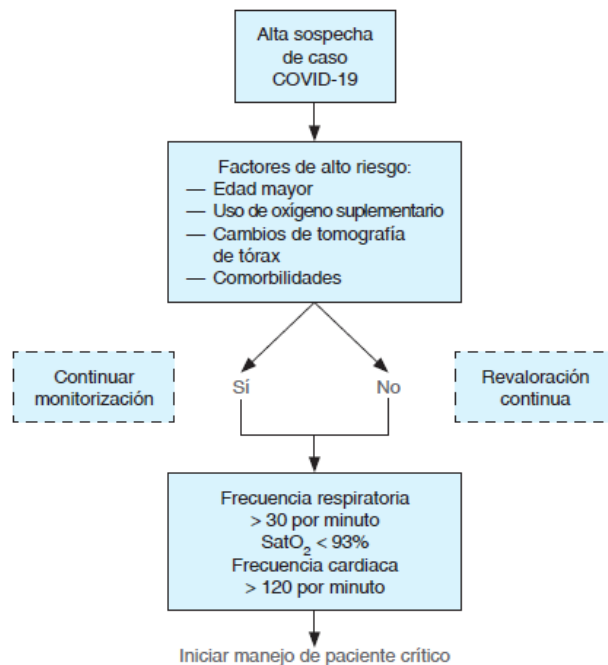 Alta sospecha
de caso
COVID-19
Factores de alto riesgo:
— Edad mayor
— Uso de oxígeno suplementario
— Cambios de tomografía
de tórax
— Comorbilidades
Continuar
monitorización
Sí
No
Revaloración
continua
Frecuencia respiratoria
> 30 por minuto
SatO₂ < 93%
Frecuencia cardiaca
> 120 por minuto
Iniciar manejo de paciente crítico